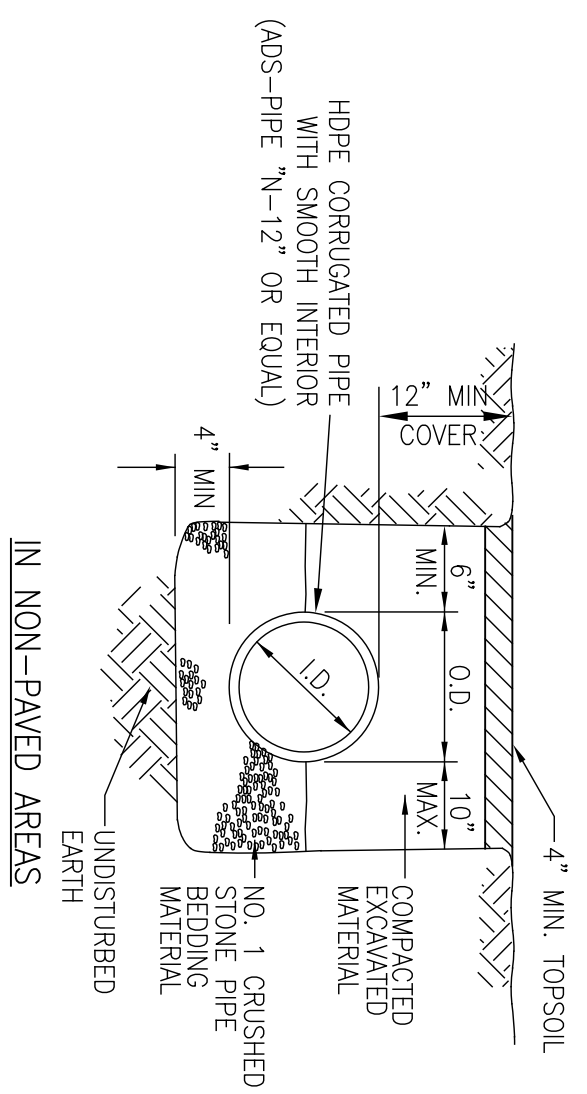 4" MIN. TOPSOIL
12" MIN
COVER
6"
MIN.
O.D.
10"
MAX.
COMPACTED
EXCAVATED
MATERIAL
HDPE CORRUGATED PIPE
WITH SMOOTH INTERIOR
(ADS-PIPE "N-12" OR EQUAL)
I.D.
4" MIN
NO. 1 CRUSHED
STONE PIPE
BEDDING
MATERIAL
UNDISTURBED
EARTH
IN NON-PAVED AREAS